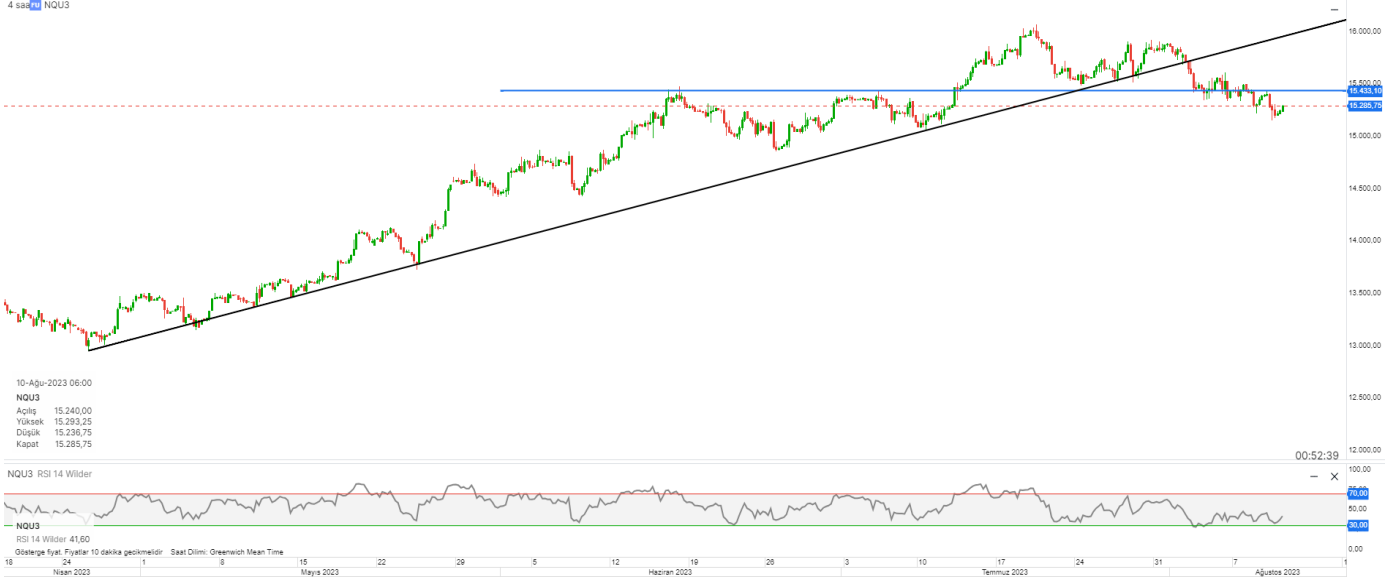 4 saa ru NQU3
16.000,00
15.500,00
15.433,10
15.285,75
15.000,00
14.500,00
14.000,00
13.500,00
13.000,00
12.500,00
12.000,00
10-Ağu-2023 06:00
NQU3
Açılış 15.240,00
Yüksek 15.293,25
Düşük 15.236,75
Kapat 15.285,75
00:52:39
NQU3 RSI 14 Wilder
100.00
70,00
50.00
30,00
0.00
NQU3
RSI 14 Wilder 41,60
Gösterge fiyat. Fiyatlar 10 dakika gecikmelidir Saat Dilimi: Greenwich Mean Time
18 24 1 8 15 22 29 5 12 19 26 3 10 17 24 31 7 1
Nisan 2023 Mayıs 2023 Haziran 2023 Temmuz 2023 Ağustos 2023